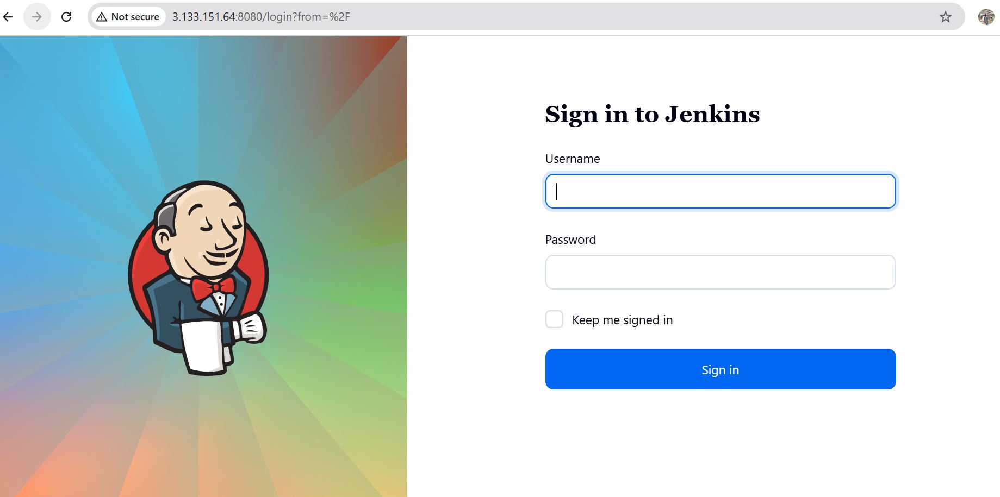 Not secure 3.133.151.64:8080/login?from=%2F
Sign in to Jenkins
Username
Password
Keep me signed in
Sign in